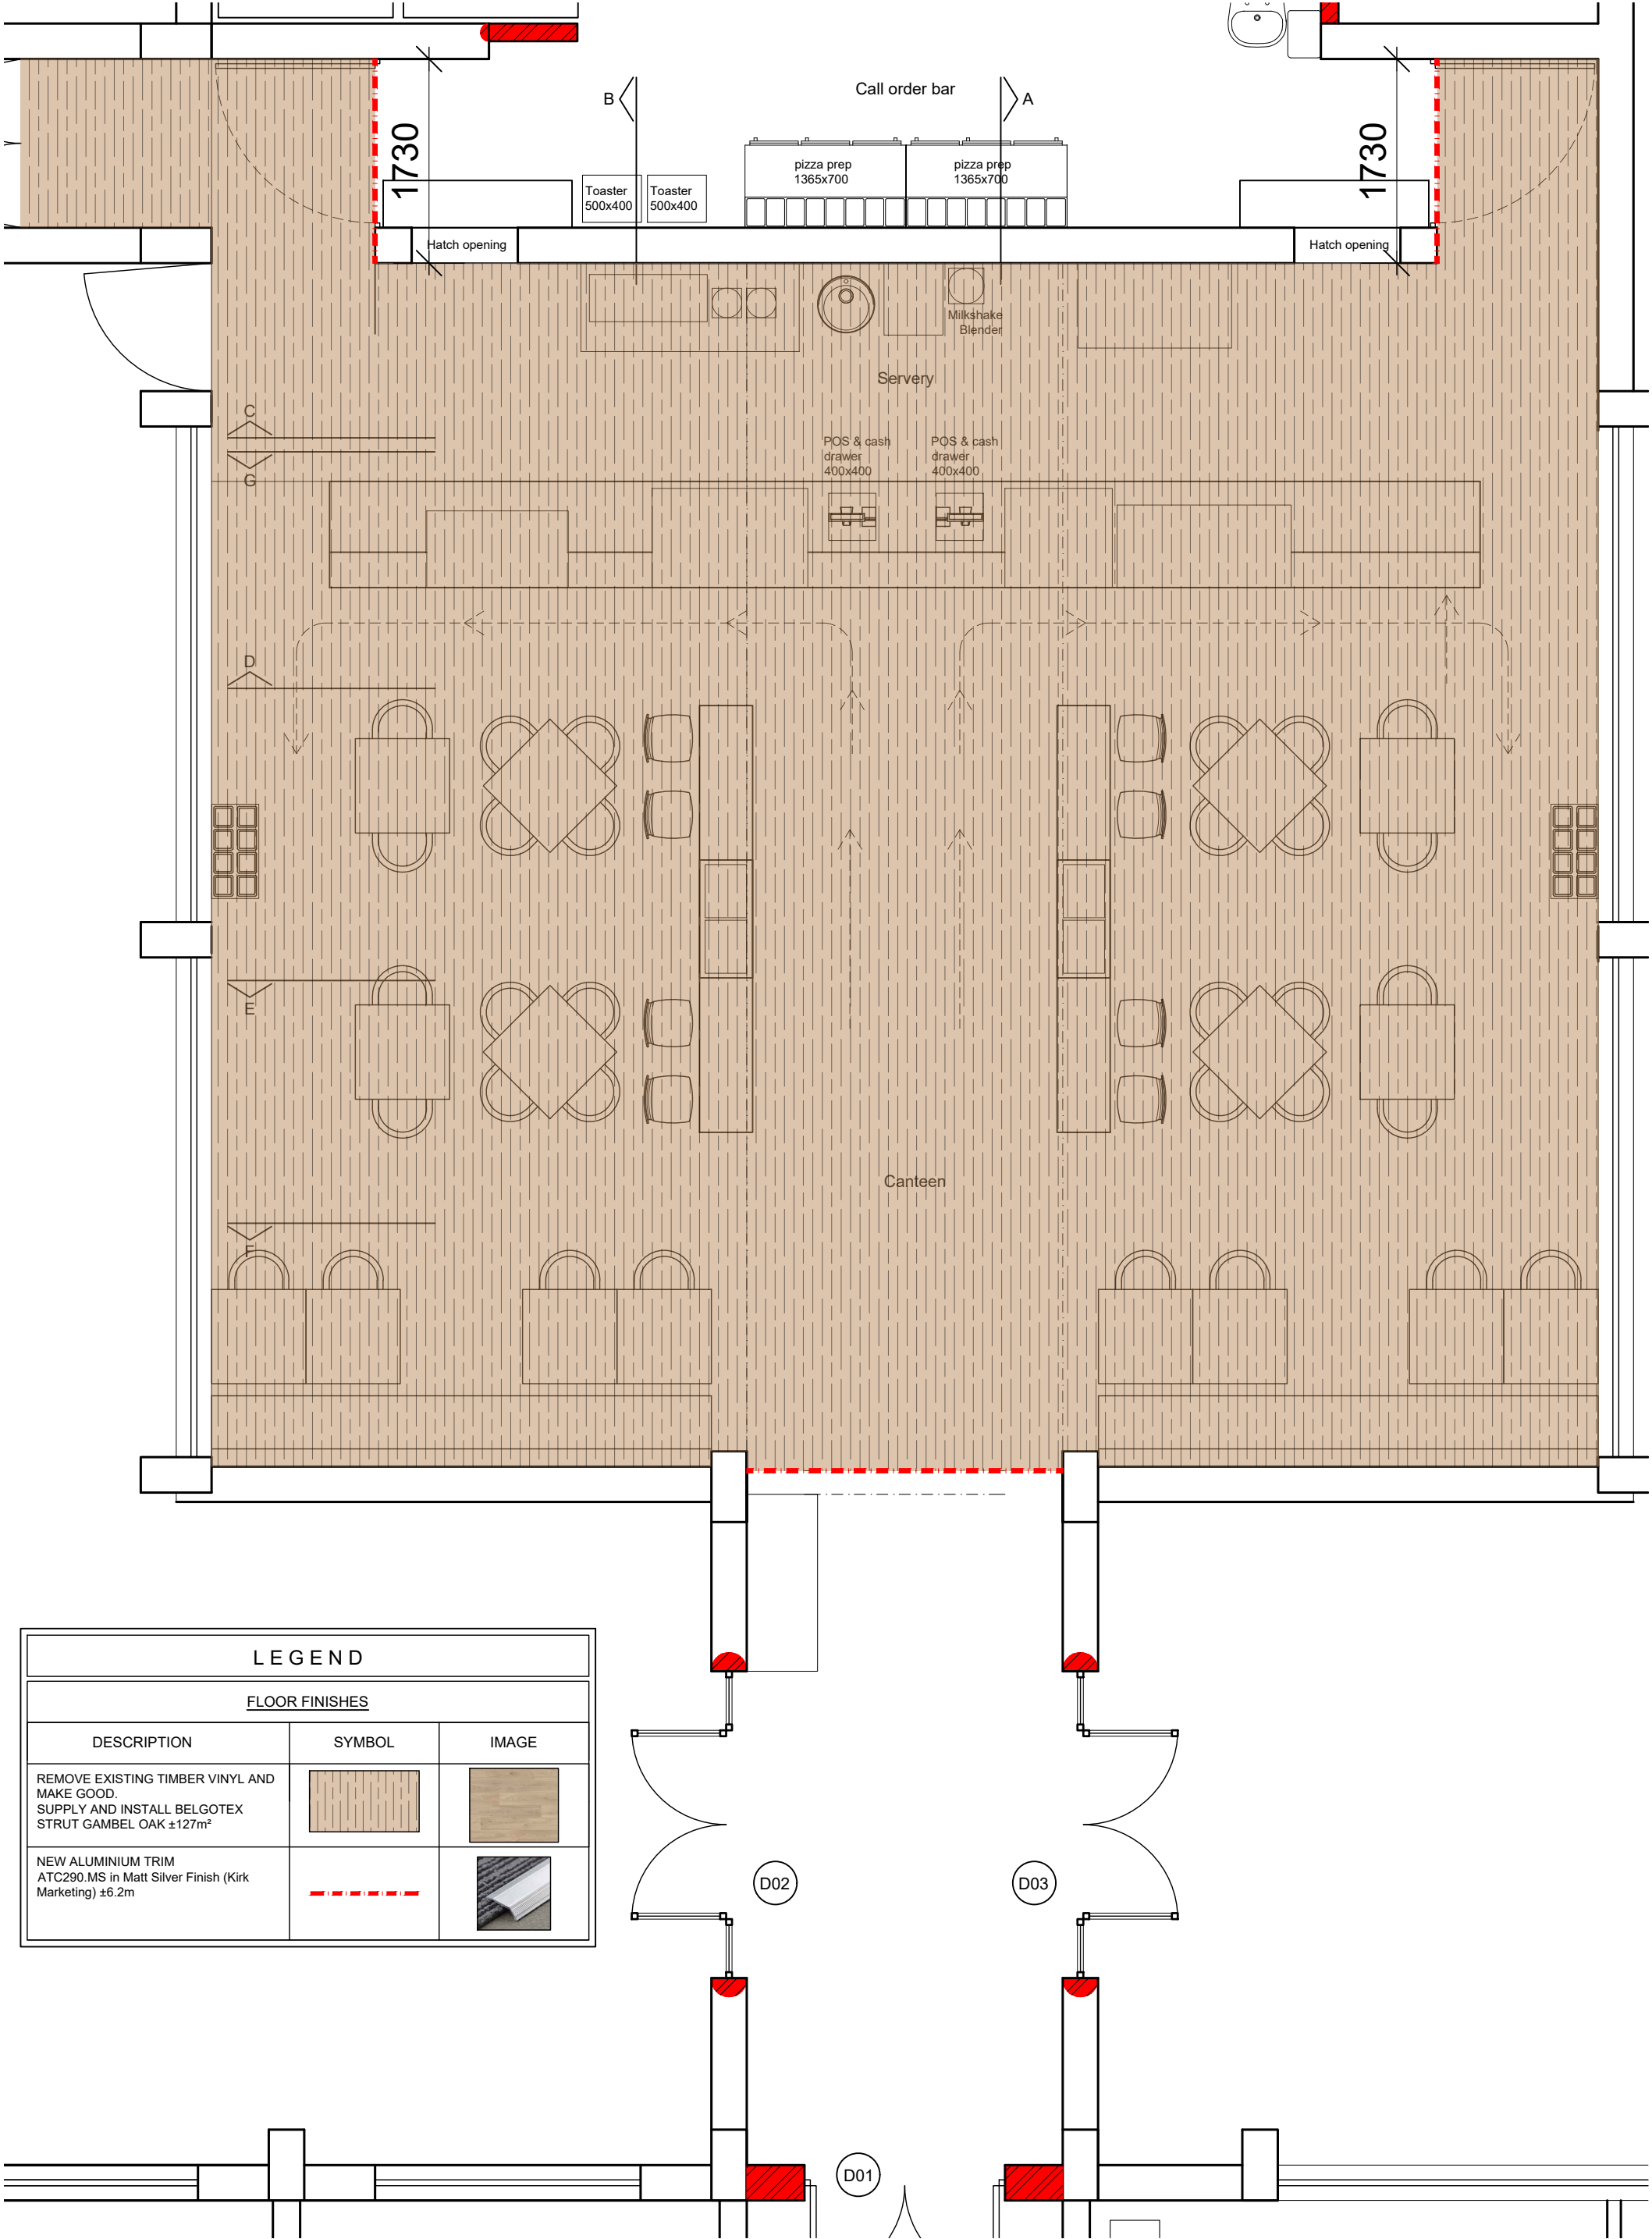 Call order bar
B
A
1730
1730
pizza prep
1365x700
pizza prep
1365x700
Toaster
500x400
Toaster
500x400
Hatch opening
Hatch opening
Milkshake
Blender
Servery
C
G
POS & cash
drawer
400x400
POS & cash
drawer
400x400
D
E
Canteen
F
LEGEND
FLOOR FINISHES
DESCRIPTION
SYMBOL
IMAGE
REMOVE EXISTING TIMBER VINYL AND
MAKE GOOD.
SUPPLY AND INSTALL BELGOTEX
STRUT GAMBEL OAK ±127m²
NEW ALUMINIUM TRIM
ATC290.MS in Matt Silver Finish (Kirk
Marketing) ±6.2m
D02
D03
D01